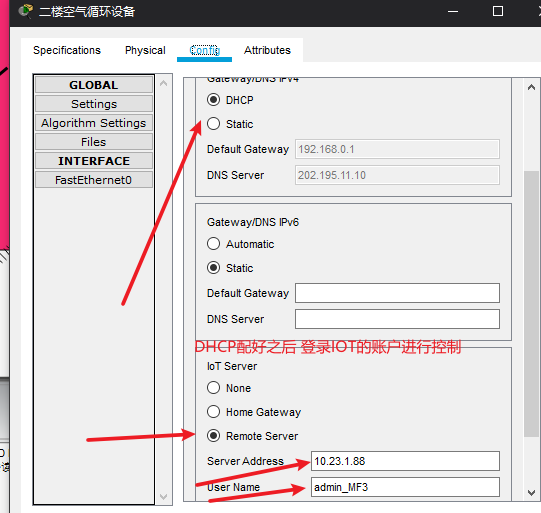 二楼空气循环设备
Specifications Physical Config Attributes
GLOBAL
Settings
Algorithm Settings
Files
INTERFACE
FastEthernet0
Gateway/DNS IPv4
DHCP
Static
Default Gateway 192.168.0.1
DNS Server 202.195.11.10
Gateway/DNS IPv6
Automatic
Static
Default Gateway
DNS Server
DHCP配好之后 登录IOT的账户进行控制
IoT Server
None
Home Gateway
Remote Server
Server Address 10.23.1.88
User Name admin_MF3